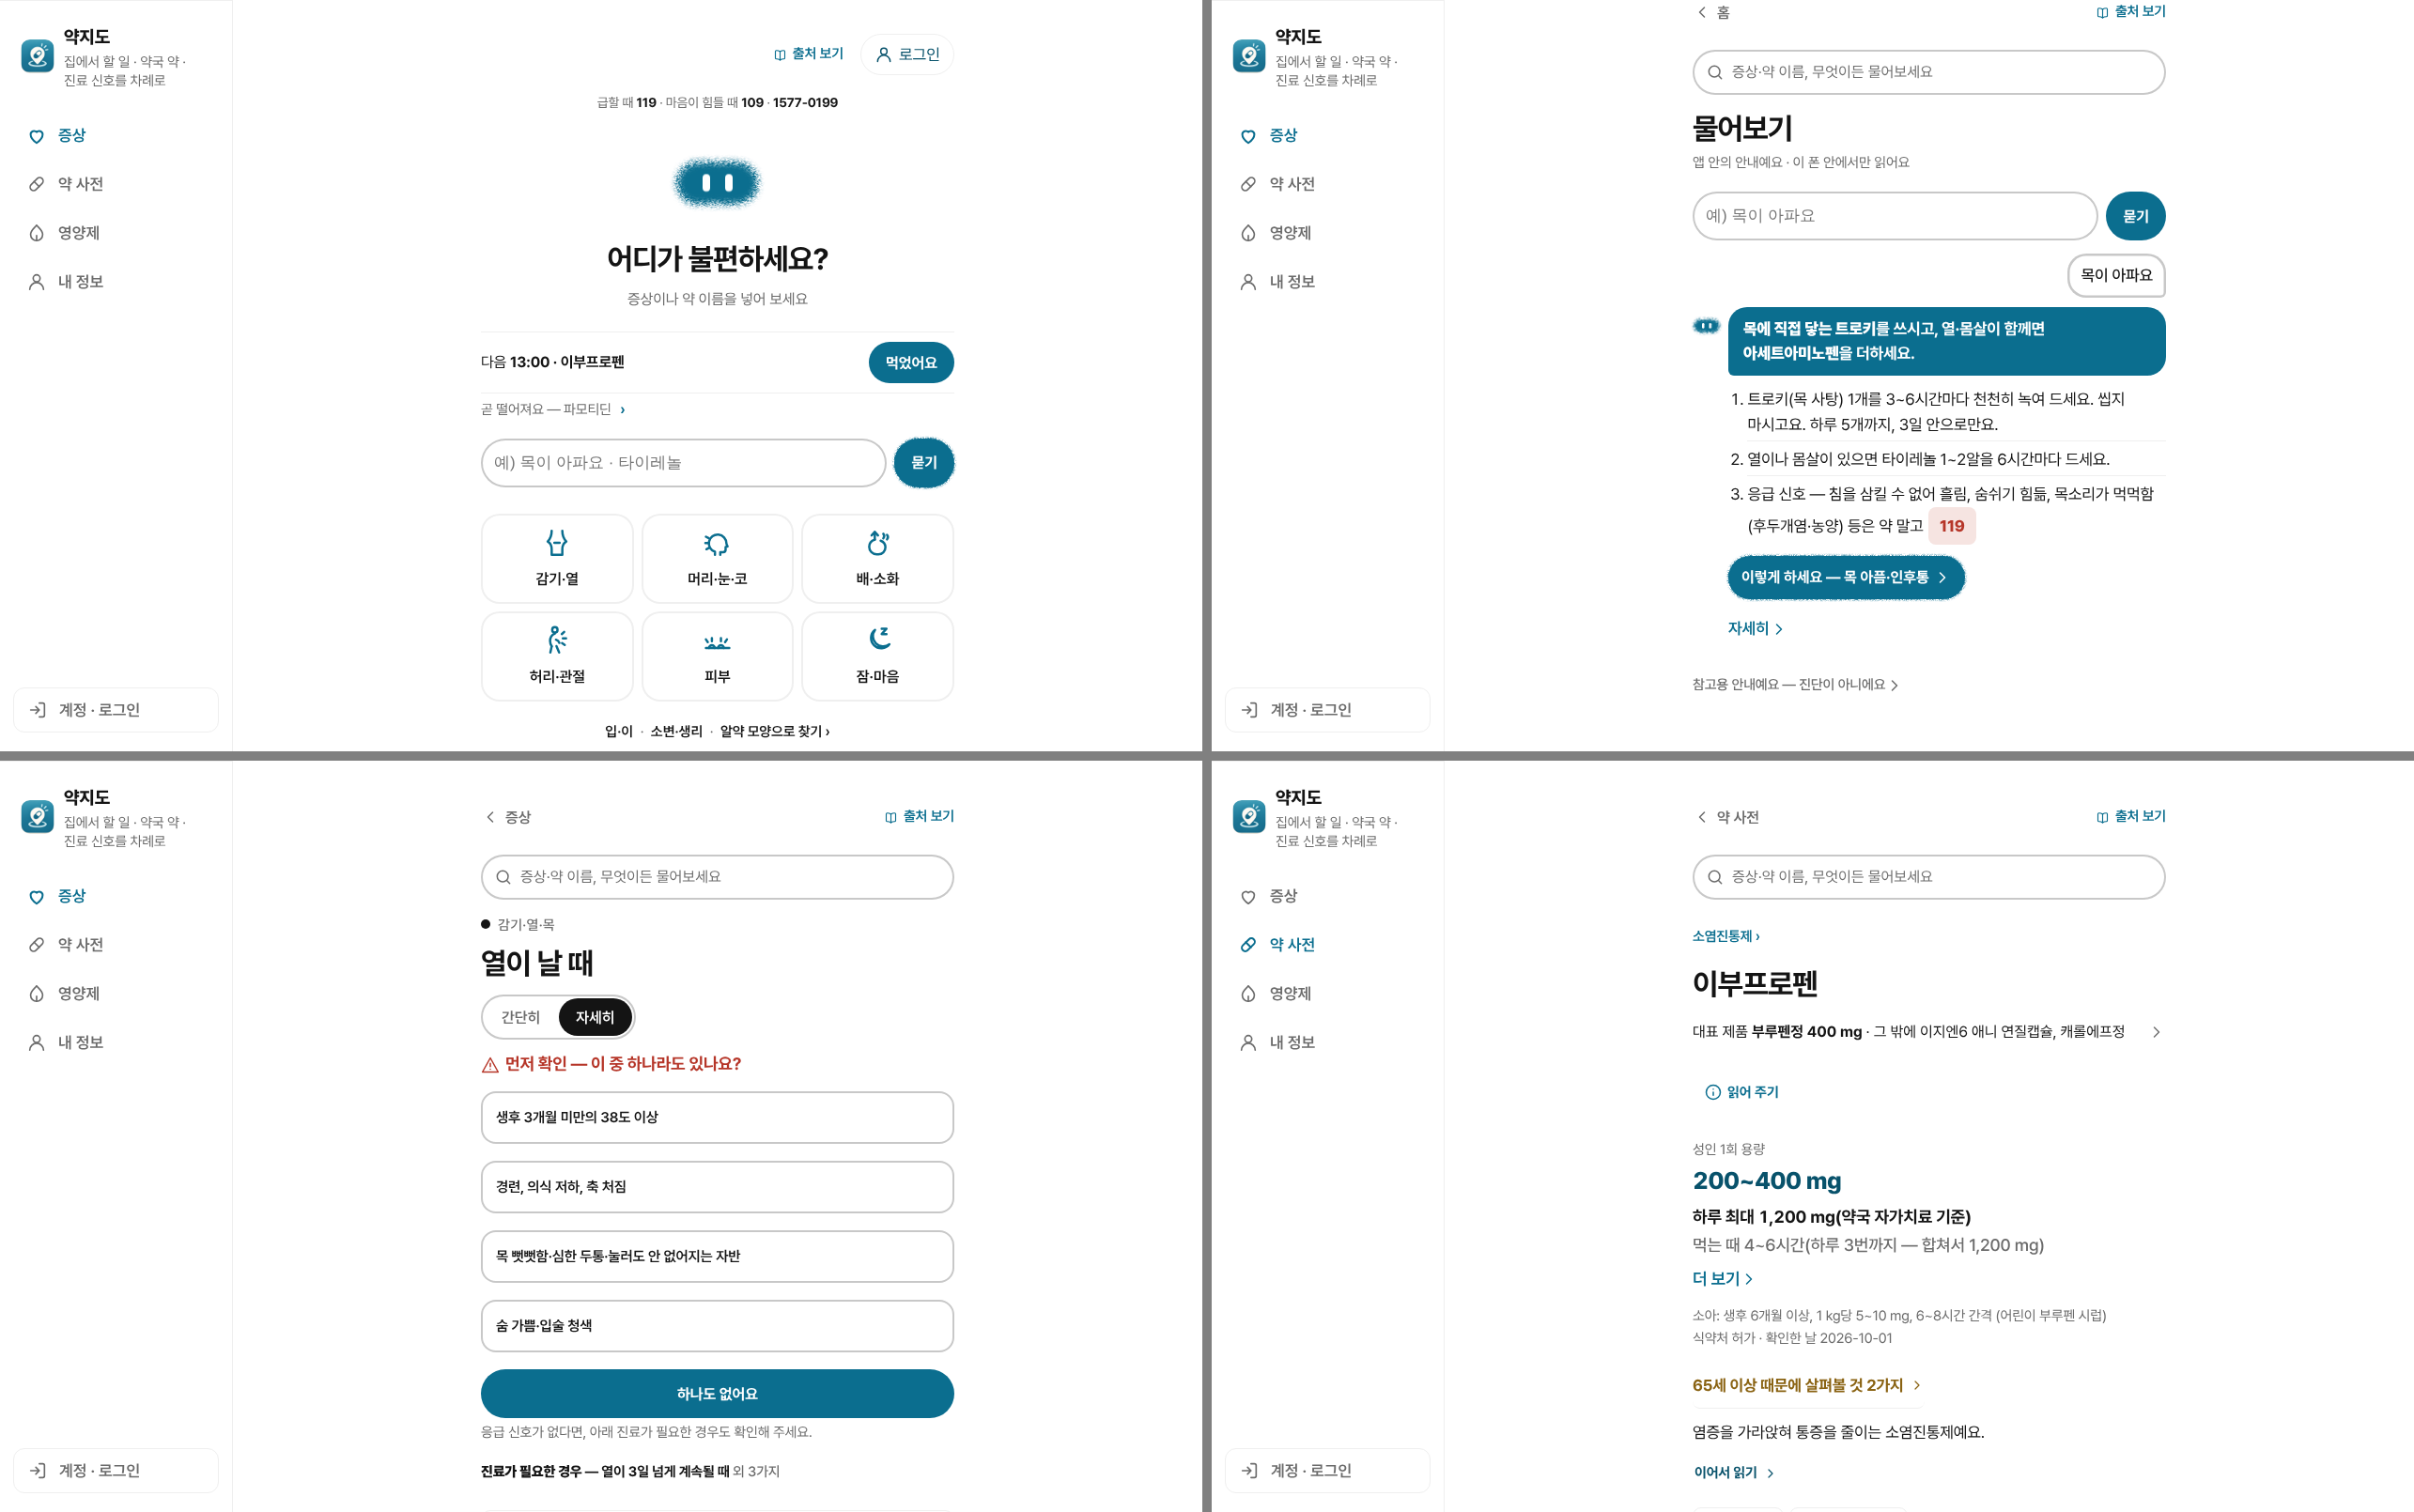 약지도
집에서 할 일 · 약국 약 ·
진료 신호를 차례로
증상
약 사전
영양제
내 정보
계정 · 로그인
출처 보기
로그인
급할 때 119 · 마음이 힘들 때 109 · 1577-0199
어디가 불편하세요?
증상이나 약 이름을 넣어 보세요
다음 13:00 · 이부프로펜
먹었어요
곧 떨어져요 — 파모티딘 ›
예) 목이 아파요 · 타이레놀
묻기
감기·열
머리·눈·코
배·소화
허리·관절
피부
잠·마음
입·이 · 소변·생리 · 알약 모양으로 찾기 ›
약지도
집에서 할 일 · 약국 약 ·
진료 신호를 차례로
증상
약 사전
영양제
내 정보
계정 · 로그인
홈
출처 보기
증상·약 이름, 무엇이든 물어보세요
물어보기
앱 안의 안내예요 · 이 폰 안에서만 읽어요
예) 목이 아파요
묻기
목이 아파요
목에 직접 닿는 트로키를 쓰시고, 열·몸살이 함께면
아세트아미노펜을 더하세요.
1. 트로키(목 사탕) 1개를 3~6시간마다 천천히 녹여 드세요. 씹지
마시고요. 하루 5개까지, 3일 안으로만요.
2. 열이나 몸살이 있으면 타이레놀 1~2알을 6시간마다 드세요.
3. 응급 신호 — 침을 삼킬 수 없어 흘림, 숨쉬기 힘듦, 목소리가 먹먹함
(후두개염·농양) 등은 약 말고 119
이렇게 하세요 — 목 아픔·인후통
자세히
참고용 안내예요 — 진단이 아니에요
약지도
집에서 할 일 · 약국 약 ·
진료 신호를 차례로
증상
약 사전
영양제
내 정보
계정 · 로그인
증상
출처 보기
증상·약 이름, 무엇이든 물어보세요
감기·열·목
열이 날 때
간단히
자세히
먼저 확인 — 이 중 하나라도 있나요?
생후 3개월 미만의 38도 이상
경련, 의식 저하, 축 처짐
목 뻣뻣함·심한 두통·눌러도 안 없어지는 자반
숨 가쁨·입술 청색
하나도 없어요
응급 신호가 없다면, 아래 진료가 필요한 경우도 확인해 주세요.
진료가 필요한 경우 — 열이 3일 넘게 계속될 때 외 3가지
약지도
집에서 할 일 · 약국 약 ·
진료 신호를 차례로
증상
약 사전
영양제
내 정보
계정 · 로그인
약 사전
출처 보기
증상·약 이름, 무엇이든 물어보세요
소염진통제 ›
이부프로펜
대표 제품 부루펜정 400 mg · 그 밖에 이지엔6 애니 연질캡슐, 캐롤에프정
읽어 주기
성인 1회 용량
200~400 mg
하루 최대 1,200 mg(약국 자가치료 기준)
먹는 때 4~6시간(하루 3번까지 — 합쳐서 1,200 mg)
더 보기
소아: 생후 6개월 이상, 1 kg당 5~10 mg, 6~8시간 간격 (어린이 부루펜 시럽)
식약처 허가 · 확인한 날 2026-10-01
65세 이상 때문에 살펴볼 것 2가지
염증을 가라앉혀 통증을 줄이는 소염진통제예요.
이어서 읽기